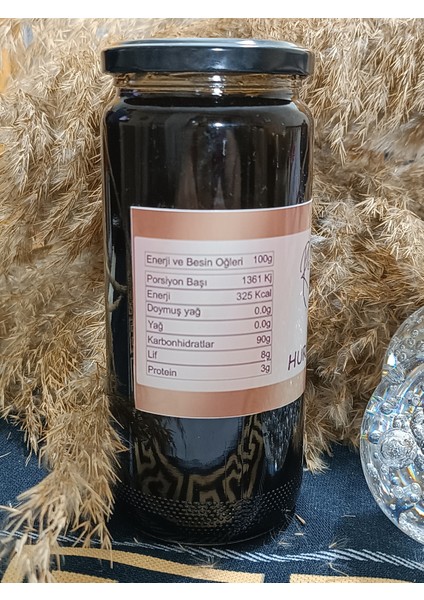 Enerji ve Besin Oğleri 100g
Porsiyon Başı 1361 Kj
Enerji 325 Kcal
Doymuş yağ 0.0g
Yağ 0.0g
Karbonhidratlar 90g
Lif 8g
Protein 3g